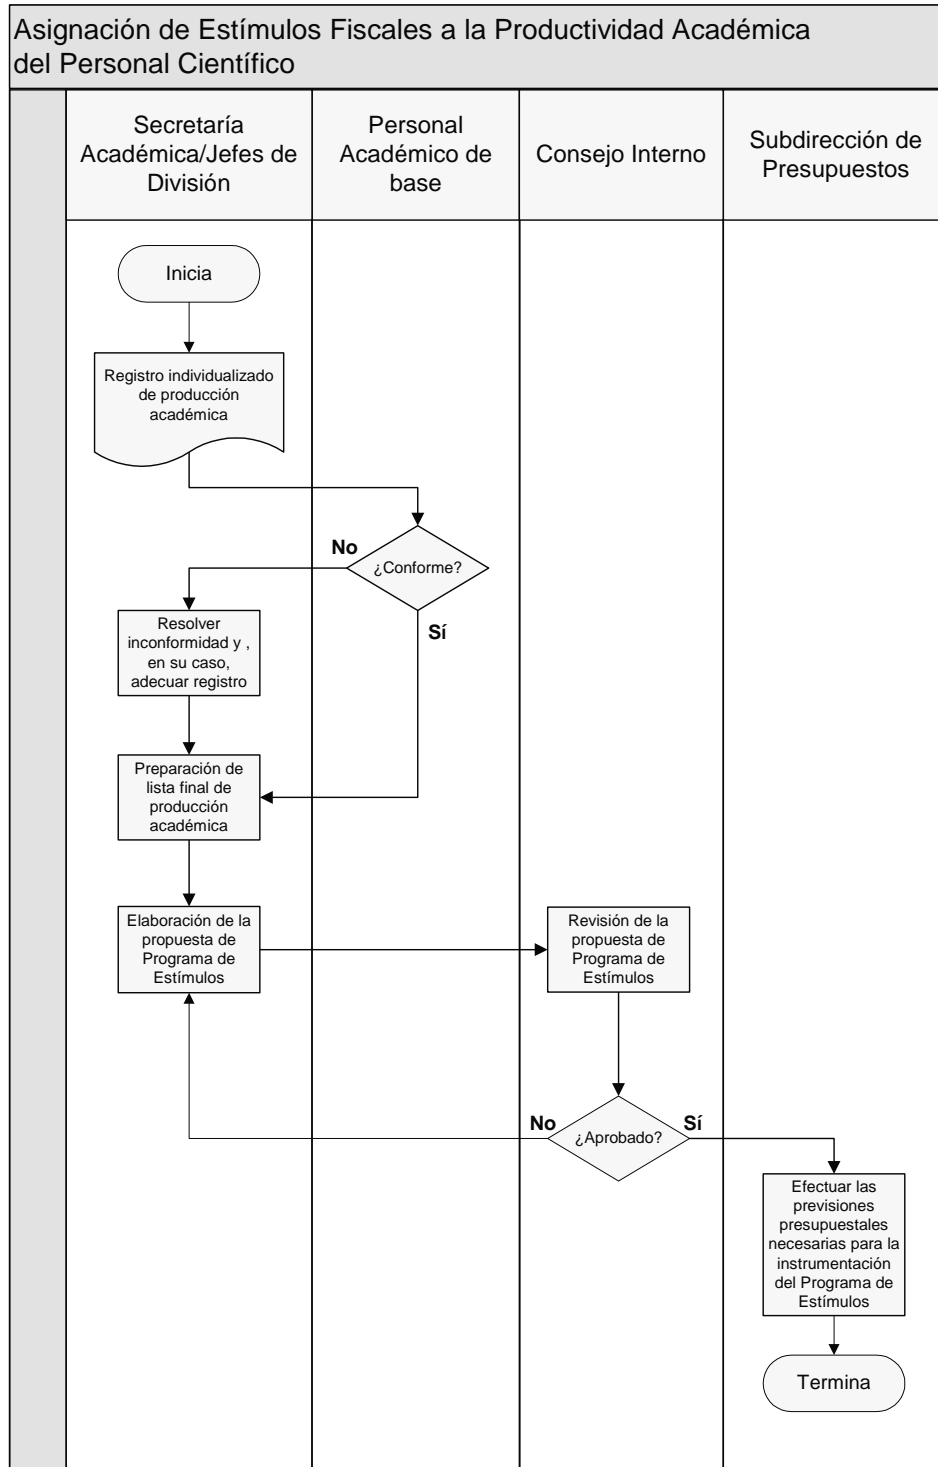 Asignación de Estímulos Fiscales a la Productividad Académica
del Personal Científico
Secretaría
Académica/Jefes de
División
Personal
Académico de
base
Consejo Interno
Subdirección de
Presupuestos
Inicia
Registro individualizado
de producción
académica
¿Conforme?
No
Sí
Resolver
inconformidad y ,
en su caso,
adecuar registro
Preparación de
lista final de
producción
académica
Elaboración de la
propuesta de
Programa de
Estímulos
Revisión de la
propuesta de
Programa de
Estímulos
¿Aprobado?
No
Sí
Efectuar las
previsiones
presupuestales
necesarias para la
instrumentación
del Programa de
Estímulos
Termina